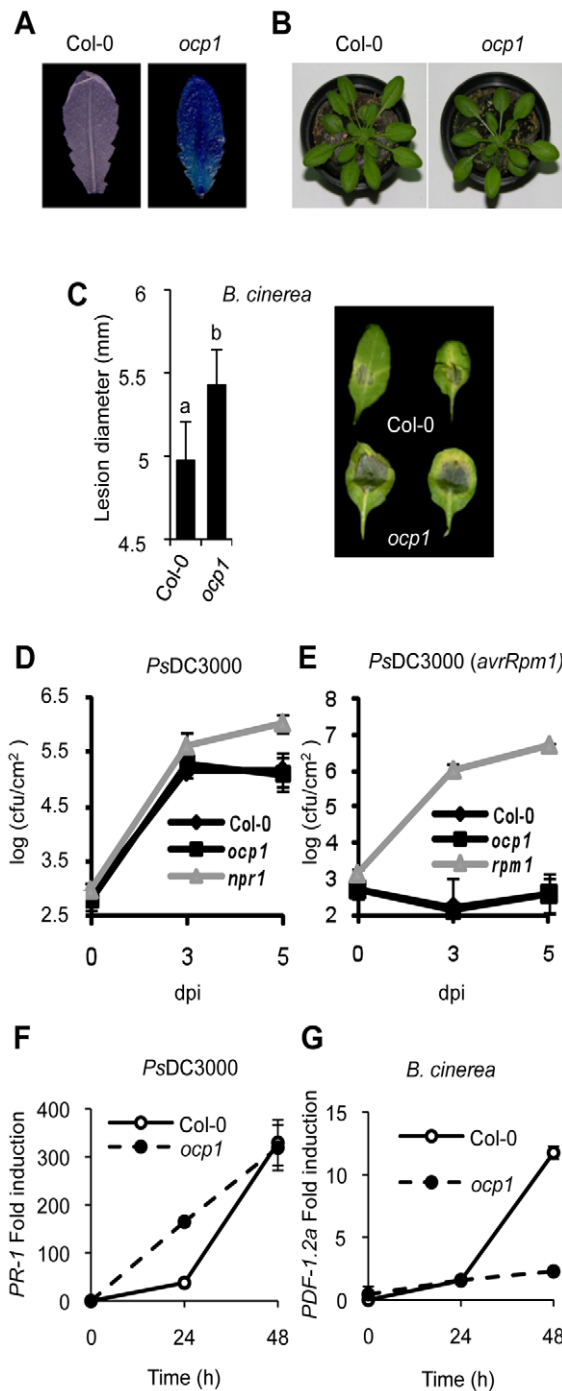 A
Col-0 ocp1
B
Col-0 ocp1
C
B. cinerea
Lesion diameter (mm)
6
5.5
5
4.5
a
b
Col-0
ocp1
Col-0
ocp1
D
PsDC3000
log (cfu/cm2)
6.5
5.5
4.5
3.5
2.5
Col-0
ocp1
npr1
0 3 5
dpi
E
PsDC3000 (avrRpm1)
log (cfu/cm2)
8
7
6
5
4
3
2
Col-0
ocp1
rpm1
0 3 5
dpi
F
PsDC3000
PR-1 Fold induction
400
300
200
100
0
Col-0
ocp1
0 24 48
Time (h)
G
B. cinerea
PDF-1.2a Fold induction
15
10
5
0
Col-0
ocp1
0 24 48
Time (h)